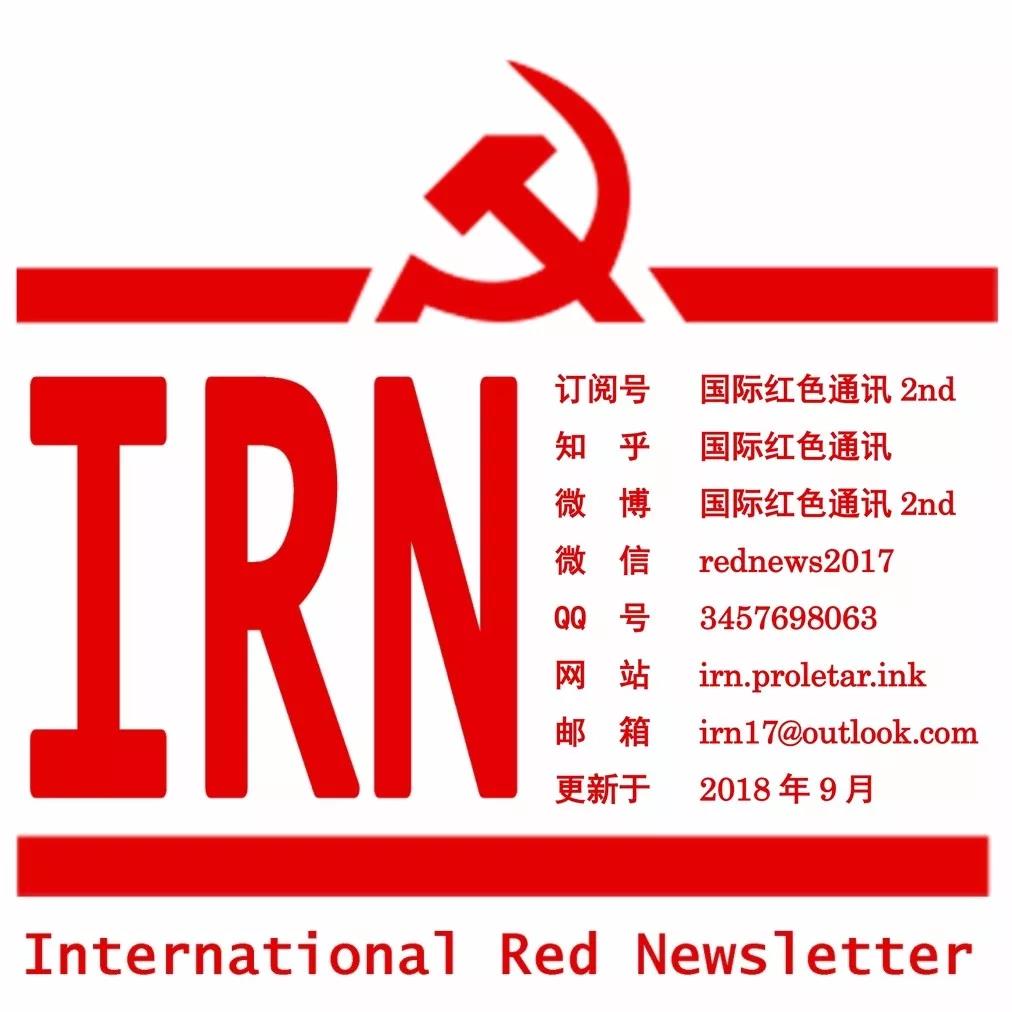 IRN
订阅号 国际红色通讯 2nd
知乎 国际红色通讯
微博 国际红色通讯 2nd
微信 rednews2017
QQ号 3457698063
网站 irn.proletar.ink
邮箱 irn17@outlook.com
更新于 2018 年 9 月
International Red Newsletter